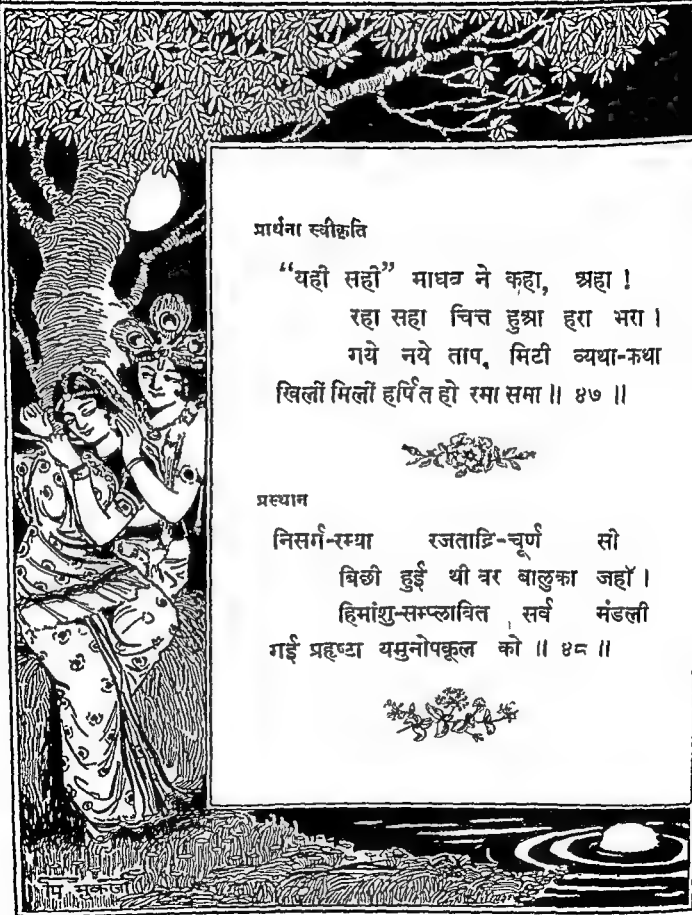 प्रार्थना स्वीकृति
“यही सही” माधव ने कहा, अहा !
रहा सहा चित्त हुआ हरा भरा ।
गये नये ताप, मिटी व्यथा-कथा
खिलीं मिलीं हर्षित हो रमा समा ॥ ४७ ॥
प्रस्थान
निसर्ग-रम्या रजताद्रि-चूर्ण सी
बिछी हुई थी वर बालुका जहाँ ।
हिमांशु-सम्प्लावित सर्व मंडली
गई प्रहृष्टा यमुनोपकूल को ॥ ४८ ॥